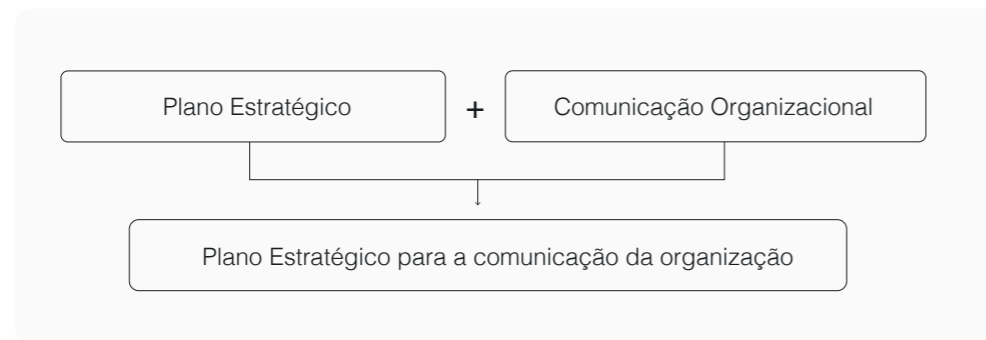 Plano Estratégico + Comunicação Organizacional
Plano Estratégico para a comunicação da organização